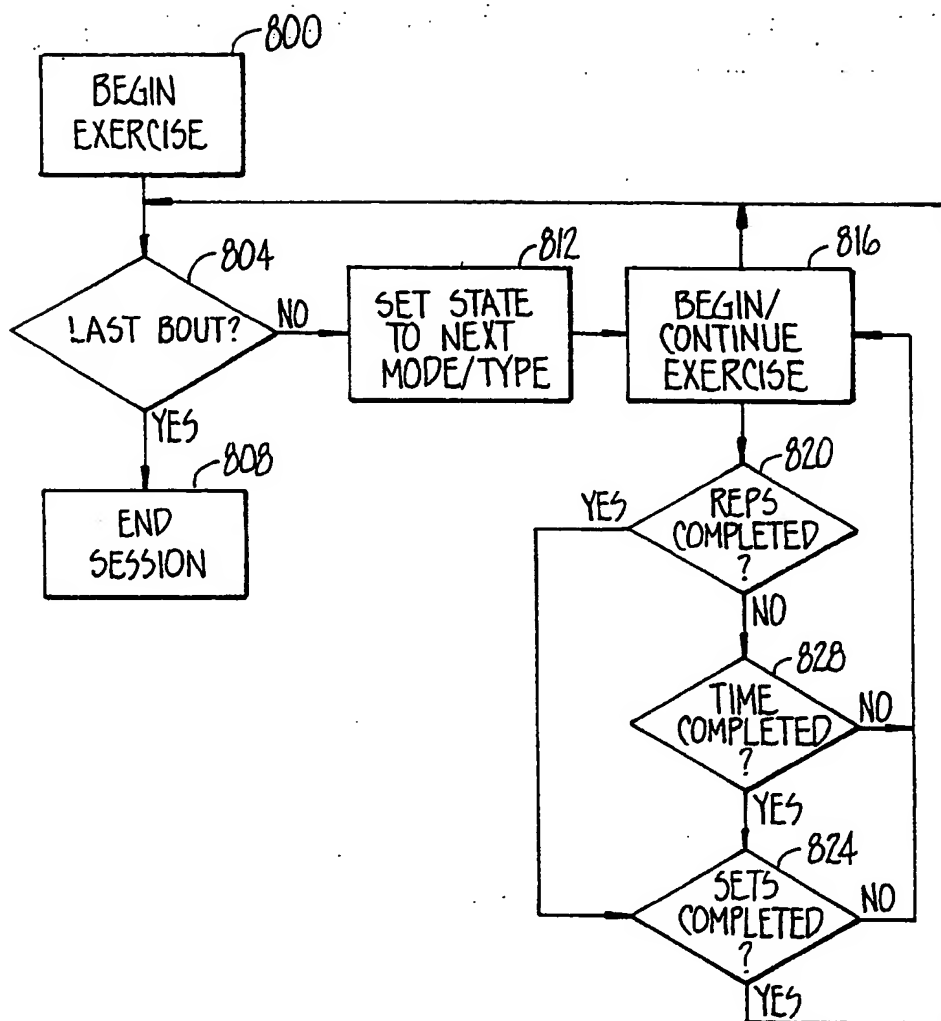 800
BEGIN
EXERCISE
804
LAST BOUT?
NO
YES
808
END
SESSION
812
SET STATE
TO NEXT
MODE/TYPE
816
BEGIN/
CONTINUE
EXERCISE
820
REPS
COMPLETED
?
YES
NO
828
TIME
COMPLETED
?
NO
YES
824
SETS
COMPLETED
?
NO
YES